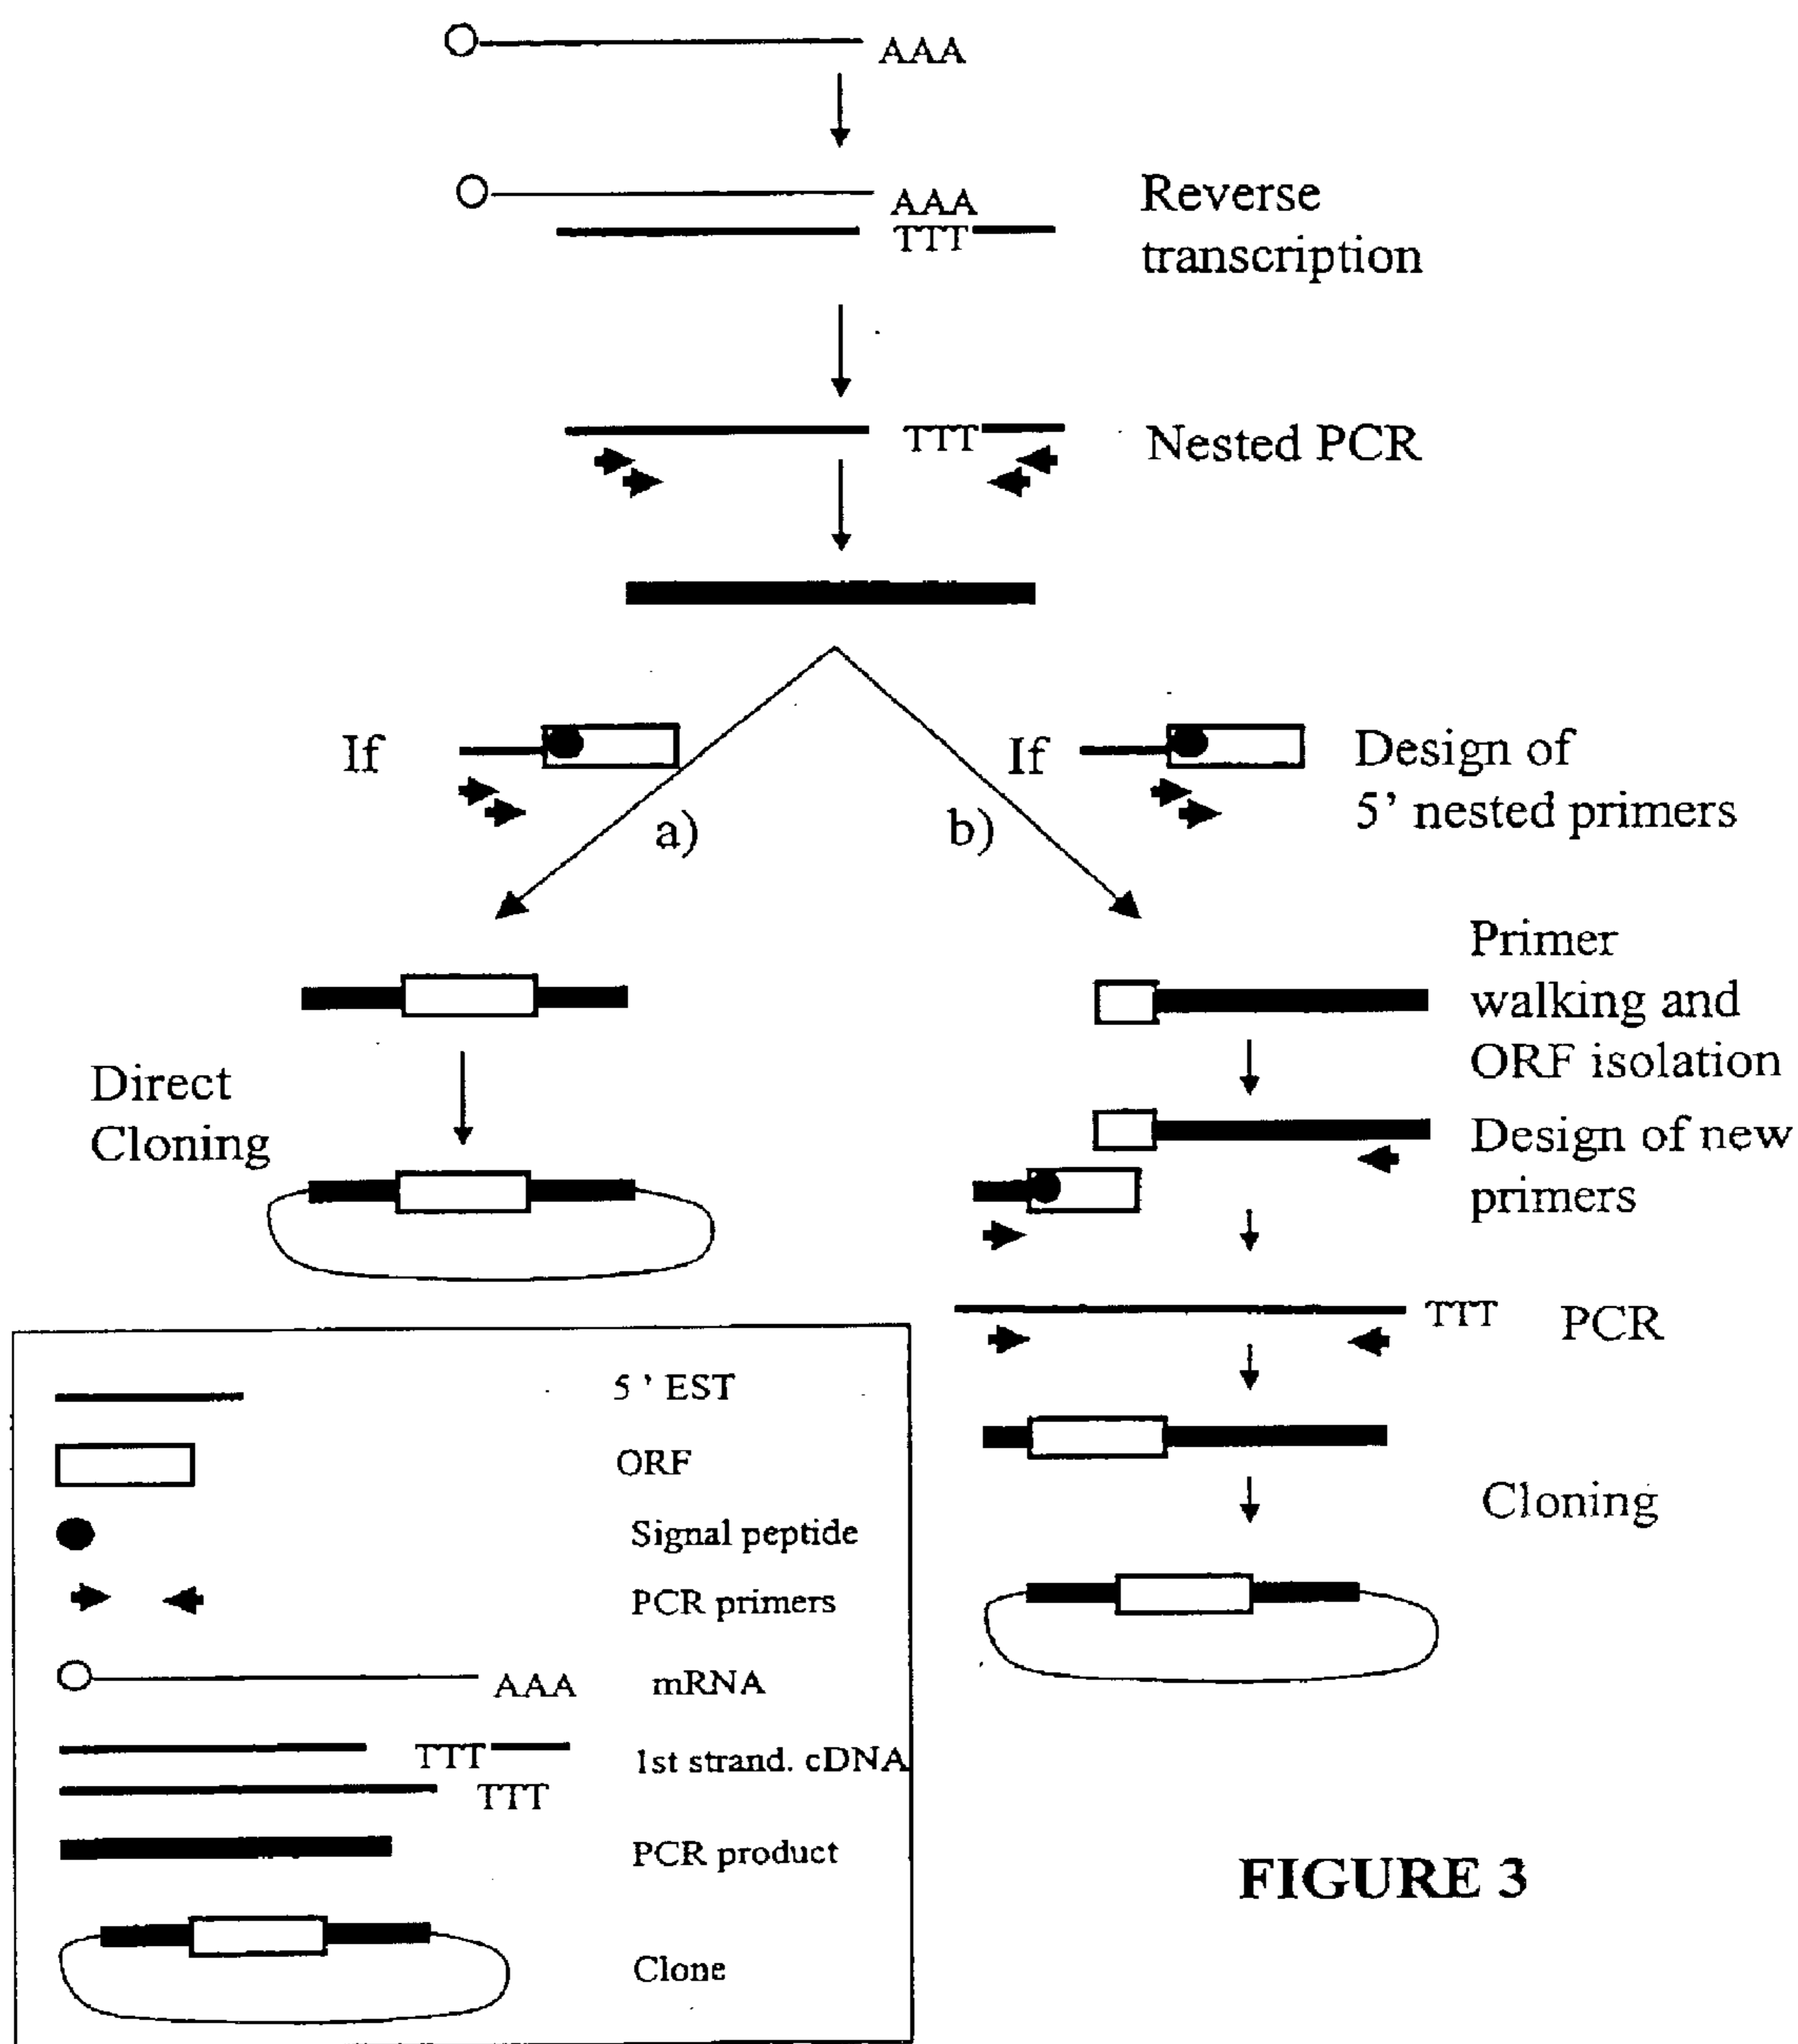 AAA
AAA
TTT
Reverse
transcription
TTT
Nested PCR
If
If
Design of
5' nested primers
a)
b)
Primer
walking and
ORF isolation
Direct
Cloning
Design of new
primers
TTT
PCR
Cloning
5 ' EST
ORF
Signal peptide
PCR primers
AAA
mRNA
TTT
1st strand. cDNA
TTT
PCR product
Clone
FIGURE 3